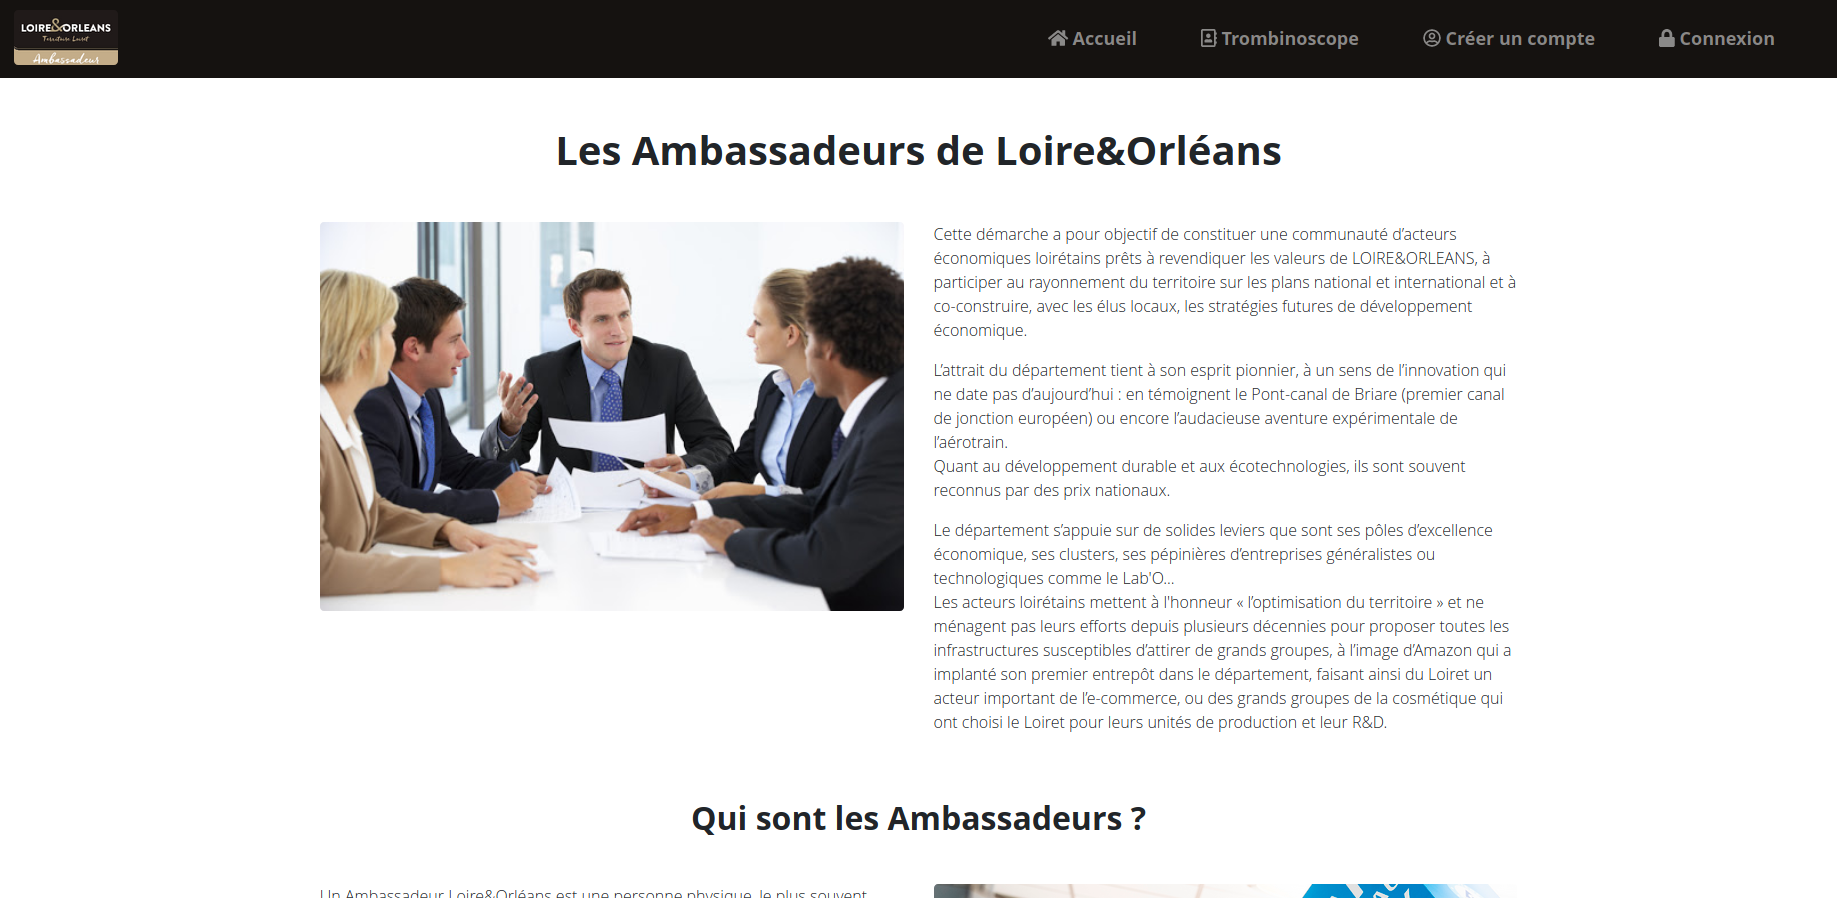 LOIRE&ORLEANS
Territoire Loiret
Ambassadeur
Accueil
Trombinoscope
Créer un compte
Connexion
Les Ambassadeurs de Loire&Orléans
Cette démarche a pour objectif de constituer une communauté d’acteurs
économiques loirétains prêts à revendiquer les valeurs de LOIRE&ORLEANS, à
participer au rayonnement du territoire sur les plans national et international et à
co-construire, avec les élus locaux, les stratégies futures de développement
économique.
L’attrait du département tient à son esprit pionnier, à un sens de l’innovation qui
ne date pas d’aujourd’hui : en témoignent le Pont-canal de Briare (premier canal
de jonction européen) ou encore l’audacieuse aventure expérimentale de
l’aérotrain.
Quant au développement durable et aux écotechnologies, ils sont souvent
reconnus par des prix nationaux.
Le département s’appuie sur de solides leviers que sont ses pôles d’excellence
économique, ses clusters, ses pépinières d’entreprises généralistes ou
technologiques comme le Lab'O...
Les acteurs loirétains mettent à l'honneur « l’optimisation du territoire » et ne
ménagent pas leurs efforts depuis plusieurs décennies pour proposer toutes les
infrastructures susceptibles d’attirer de grands groupes, à l’image d’Amazon qui a
implanté son premier entrepôt dans le département, faisant ainsi du Loiret un
acteur important de l’e-commerce, ou des grands groupes de la cosmétique qui
ont choisi le Loiret pour leurs unités de production et leur R&D.
Qui sont les Ambassadeurs ?
Un Ambassadeur Loire&Orléans est une personne physique, le plus souvent